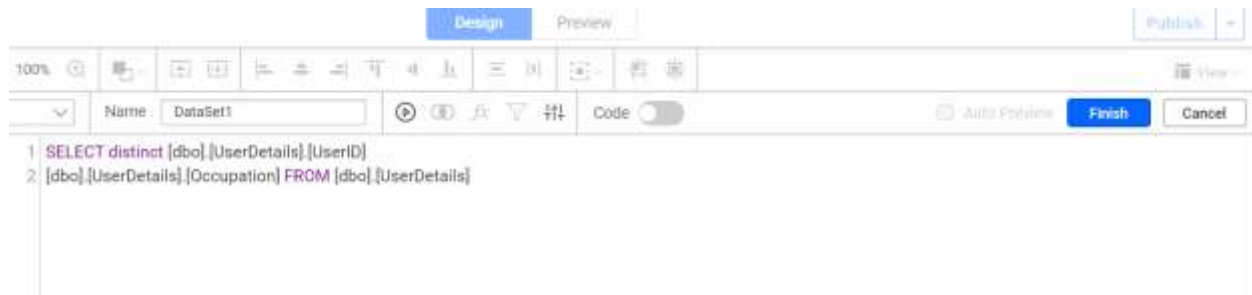 Design Preview Publish
100% View
Name DataSet1 fx Code Auto Preview Finish Cancel
1 SELECT distinct [dbo].[UserDetails].[UserID]
2 [dbo].[UserDetails].[Occupation] FROM [dbo].[UserDetails]